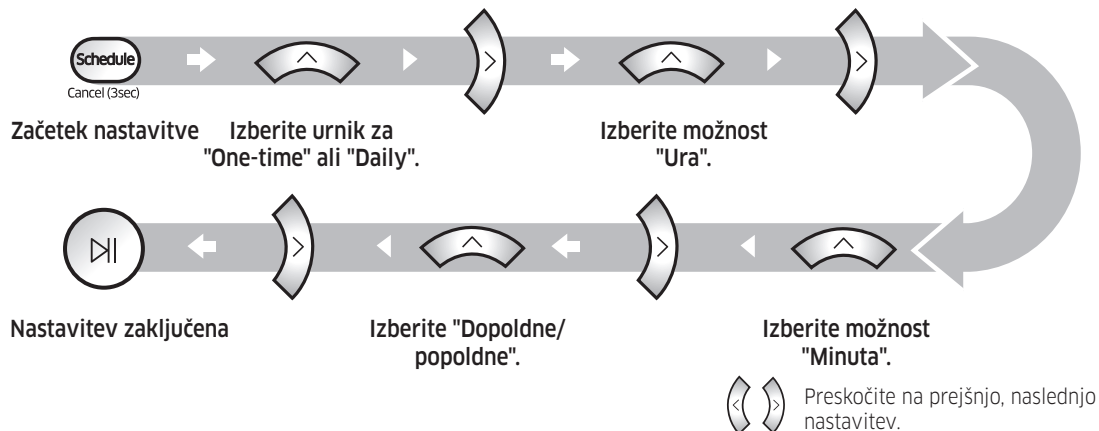 Schedule
Cancel (3sec)
Začetek nastavitve
Izberite urnik za
"One-time" ali "Daily".
Izberite možnost
"Ura".
Nastavitev zaključena
Izberite "Dopoldne/
popoldne".
Izberite možnost
"Minuta".
Preskočite na prejšnjo, naslednjo
nastavitev.